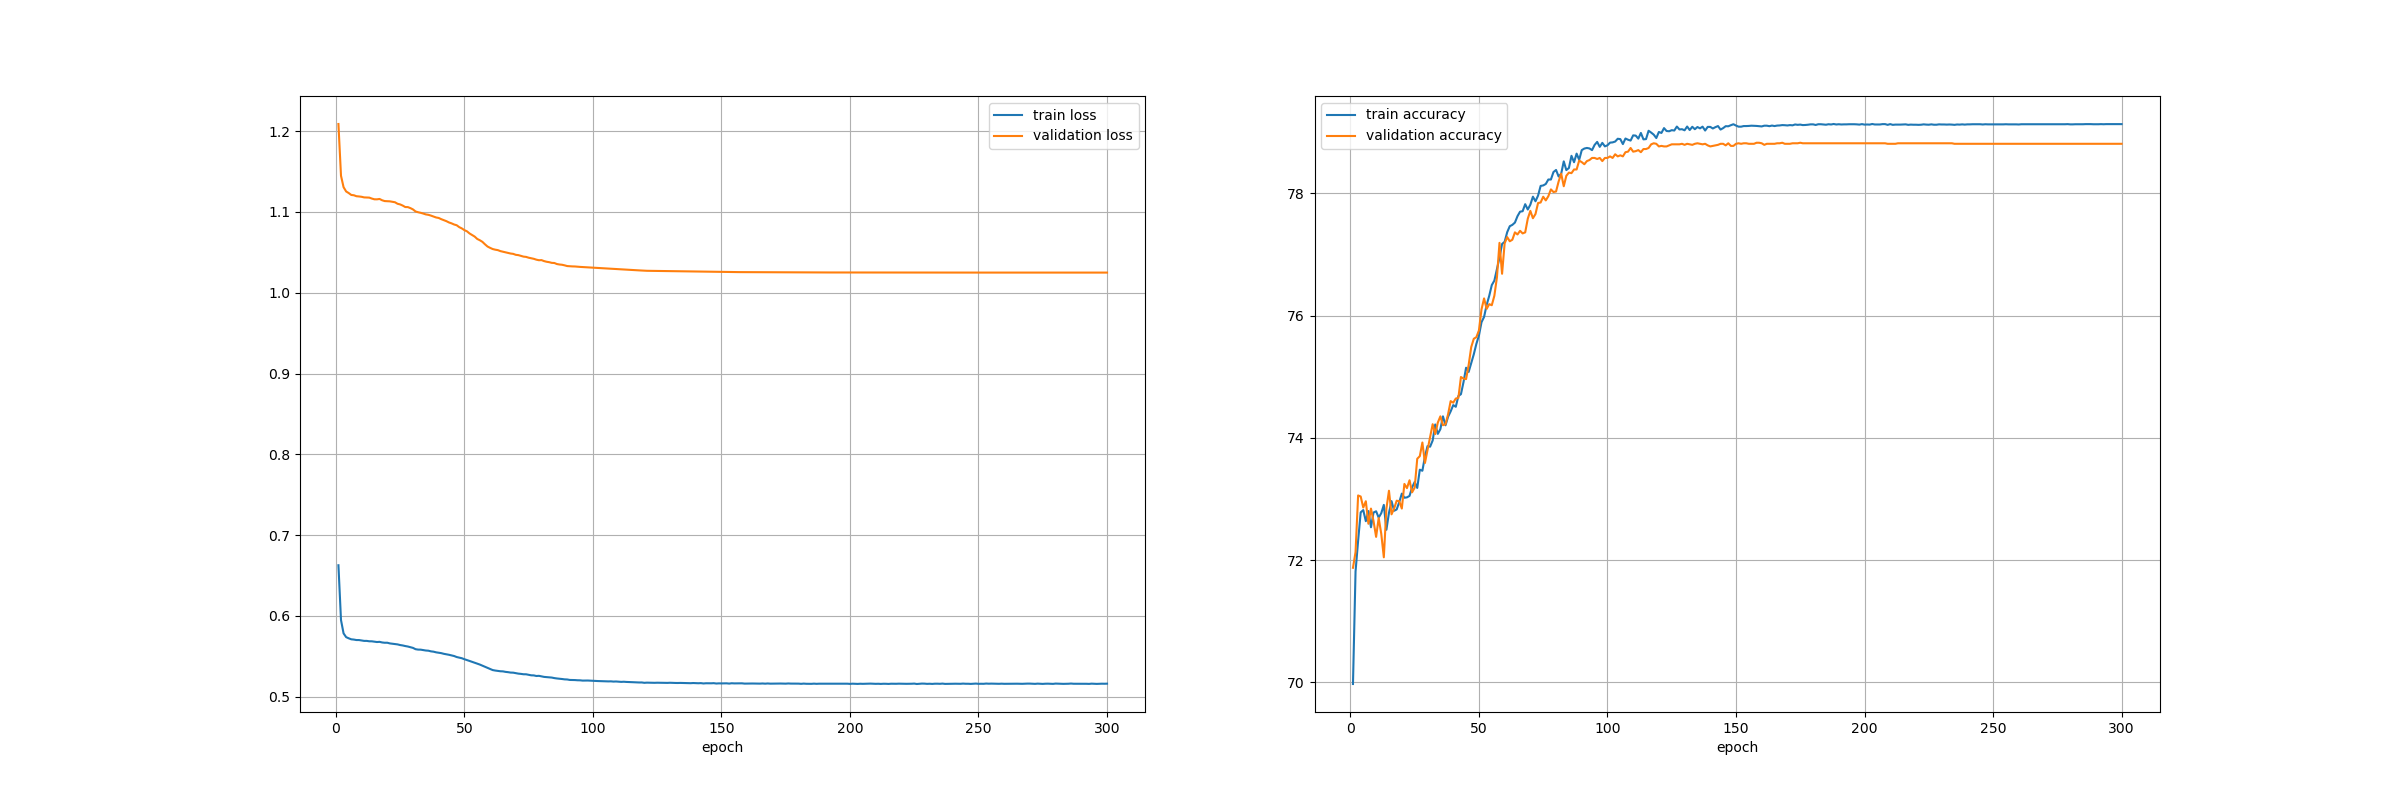 train loss
validation loss
1.2
1.1
1.0
0.9
0.8
0.7
0.6
0.5
0 50 100 150 200 250 300
epoch
train accuracy
validation accuracy
78
76
74
72
70
0 50 100 150 200 250 300
epoch